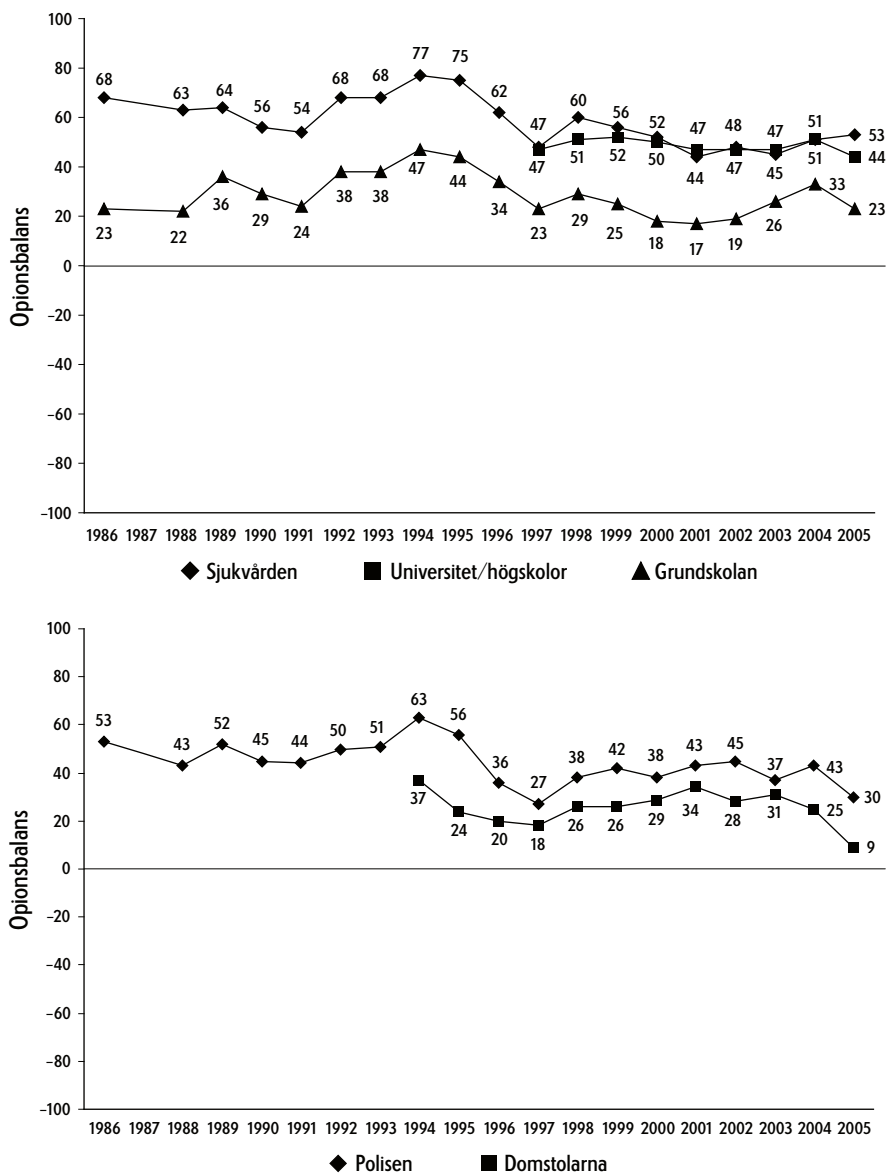 100
80
60
40
20
0
–20
–40
–60
–80
–100
Opionsbalans
68 63 64 56 54 68 68 77 75 62 47 60 56 52 47 48 47 51 53
47 51 52 50 44 47 45 51 44
23 22 36 29 24 38 38 47 44 34 23 29 25 18 17 19 26 33 23
1986 1987 1988 1989 1990 1991 1992 1993 1994 1995 1996 1997 1998 1999 2000 2001 2002 2003 2004 2005
Sjukvården Universitet/högskolor Grundskolan
100
80
60
40
20
0
–20
–40
–60
–80
–100
Opionsbalans
53 43 52 45 44 50 51 63 56 36 27 38 42 38 43 45 37 43 30
37 24 20 18 26 26 29 34 28 31 25 9
1986 1987 1988 1989 1990 1991 1992 1993 1994 1995 1996 1997 1998 1999 2000 2001 2002 2003 2004 2005
Polisen Domstolarna